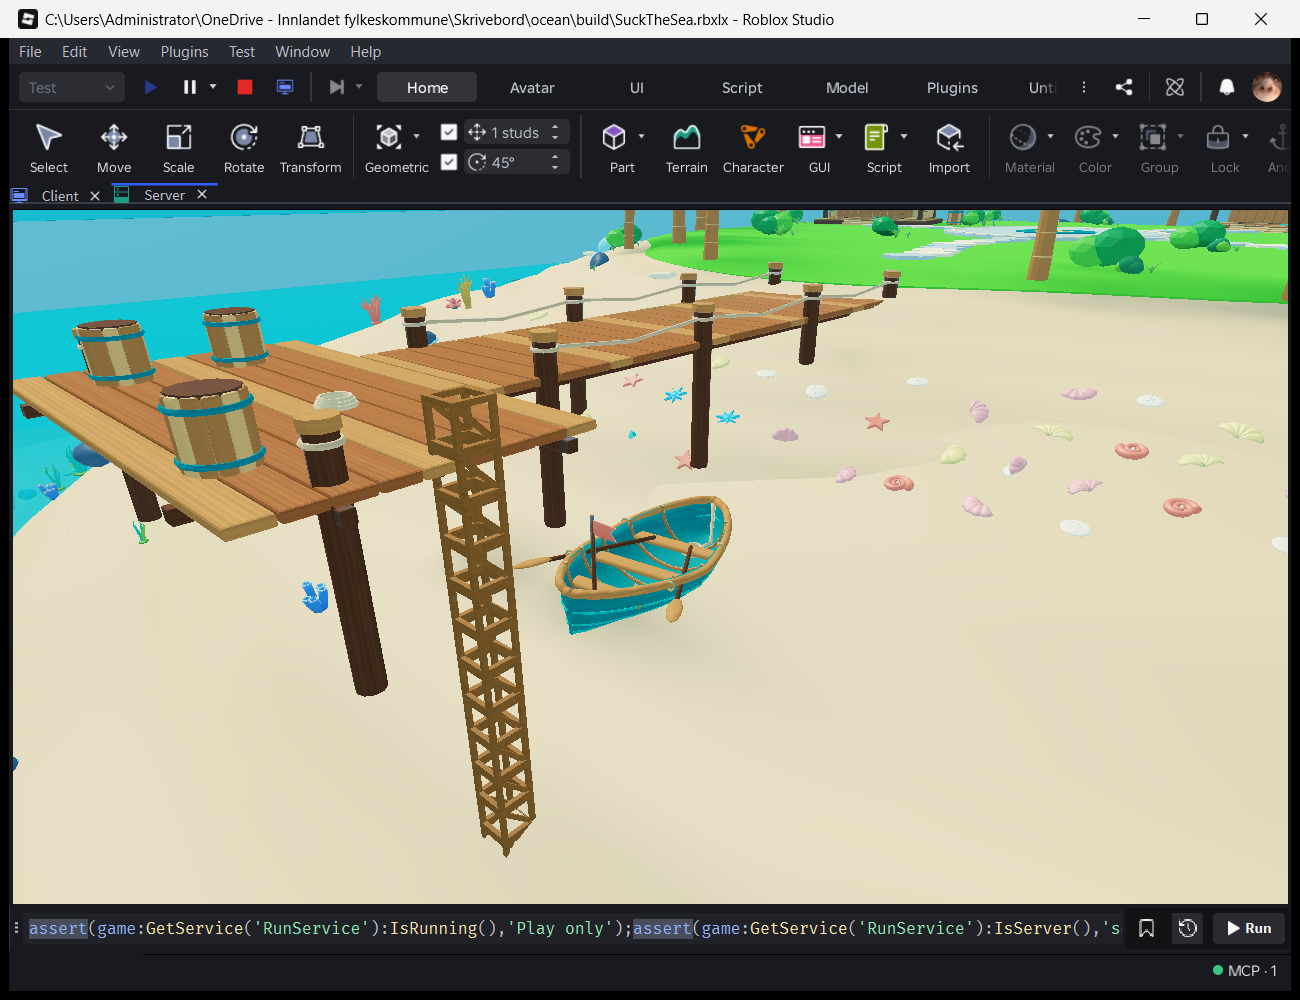 C:\Users\Administrator\OneDrive - Innlandet fylkeskommune\Skrivebord\ocean\build\SuckTheSea.rbxlx - Roblox Studio
File Edit View Plugins Test Window Help
Test Home Avatar UI Script Model Plugins Unti
1 studs
45°
Select Move Scale Rotate Transform Geometric Part Terrain Character GUI Script Import Material Color Group Lock Anc
Client Server
assert(game:GetService('RunService'):IsRunning(),'Play only');assert(game:GetService('RunService'):IsServer(),'s
Run
MCP · 1